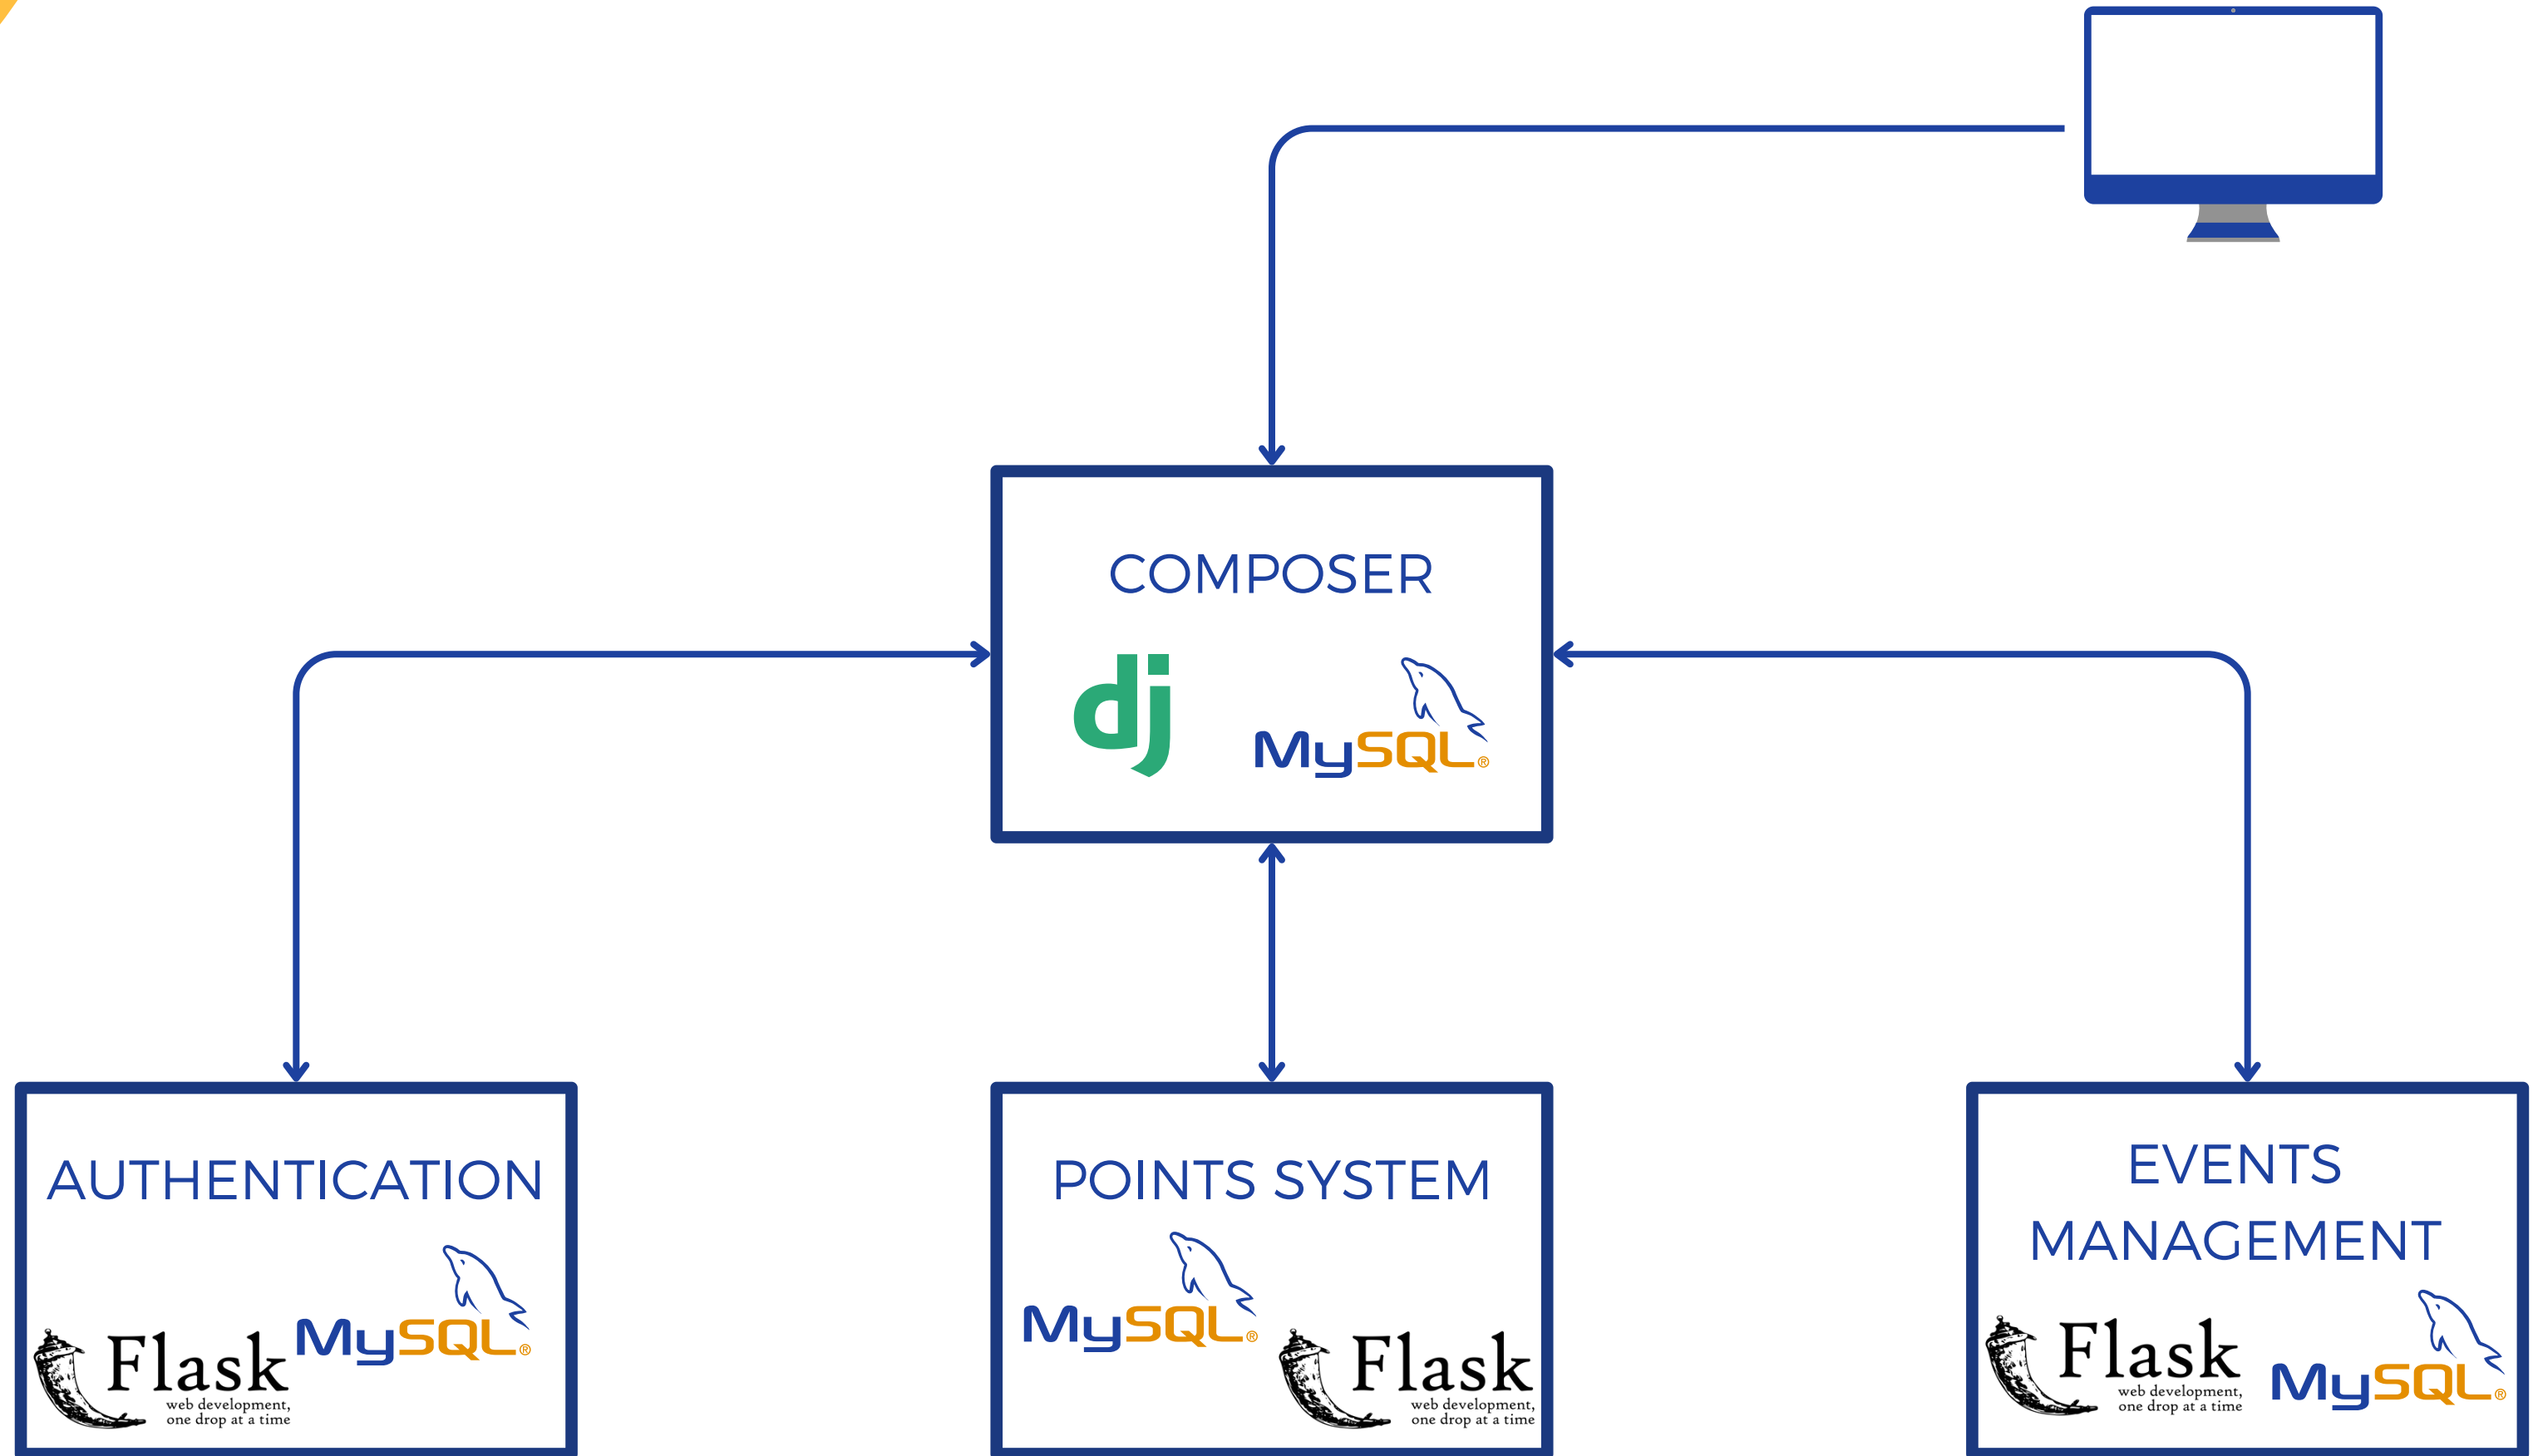 COMPOSER
dj
MySQL®
AUTHENTICATION
MySQL®
Flask
web development,
one drop at a time
POINTS SYSTEM
MySQL®
Flask
web development,
one drop at a time
EVENTS
MANAGEMENT
Flask
web development,
one drop at a time
MySQL®